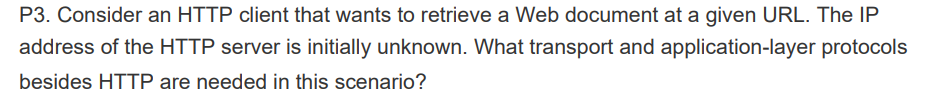 P3. Consider an HTTP client that wants to retrieve a Web document at a given URL. The IP
address of the HTTP server is initially unknown. What transport and application-layer protocols
besides HTTP are needed in this scenario?